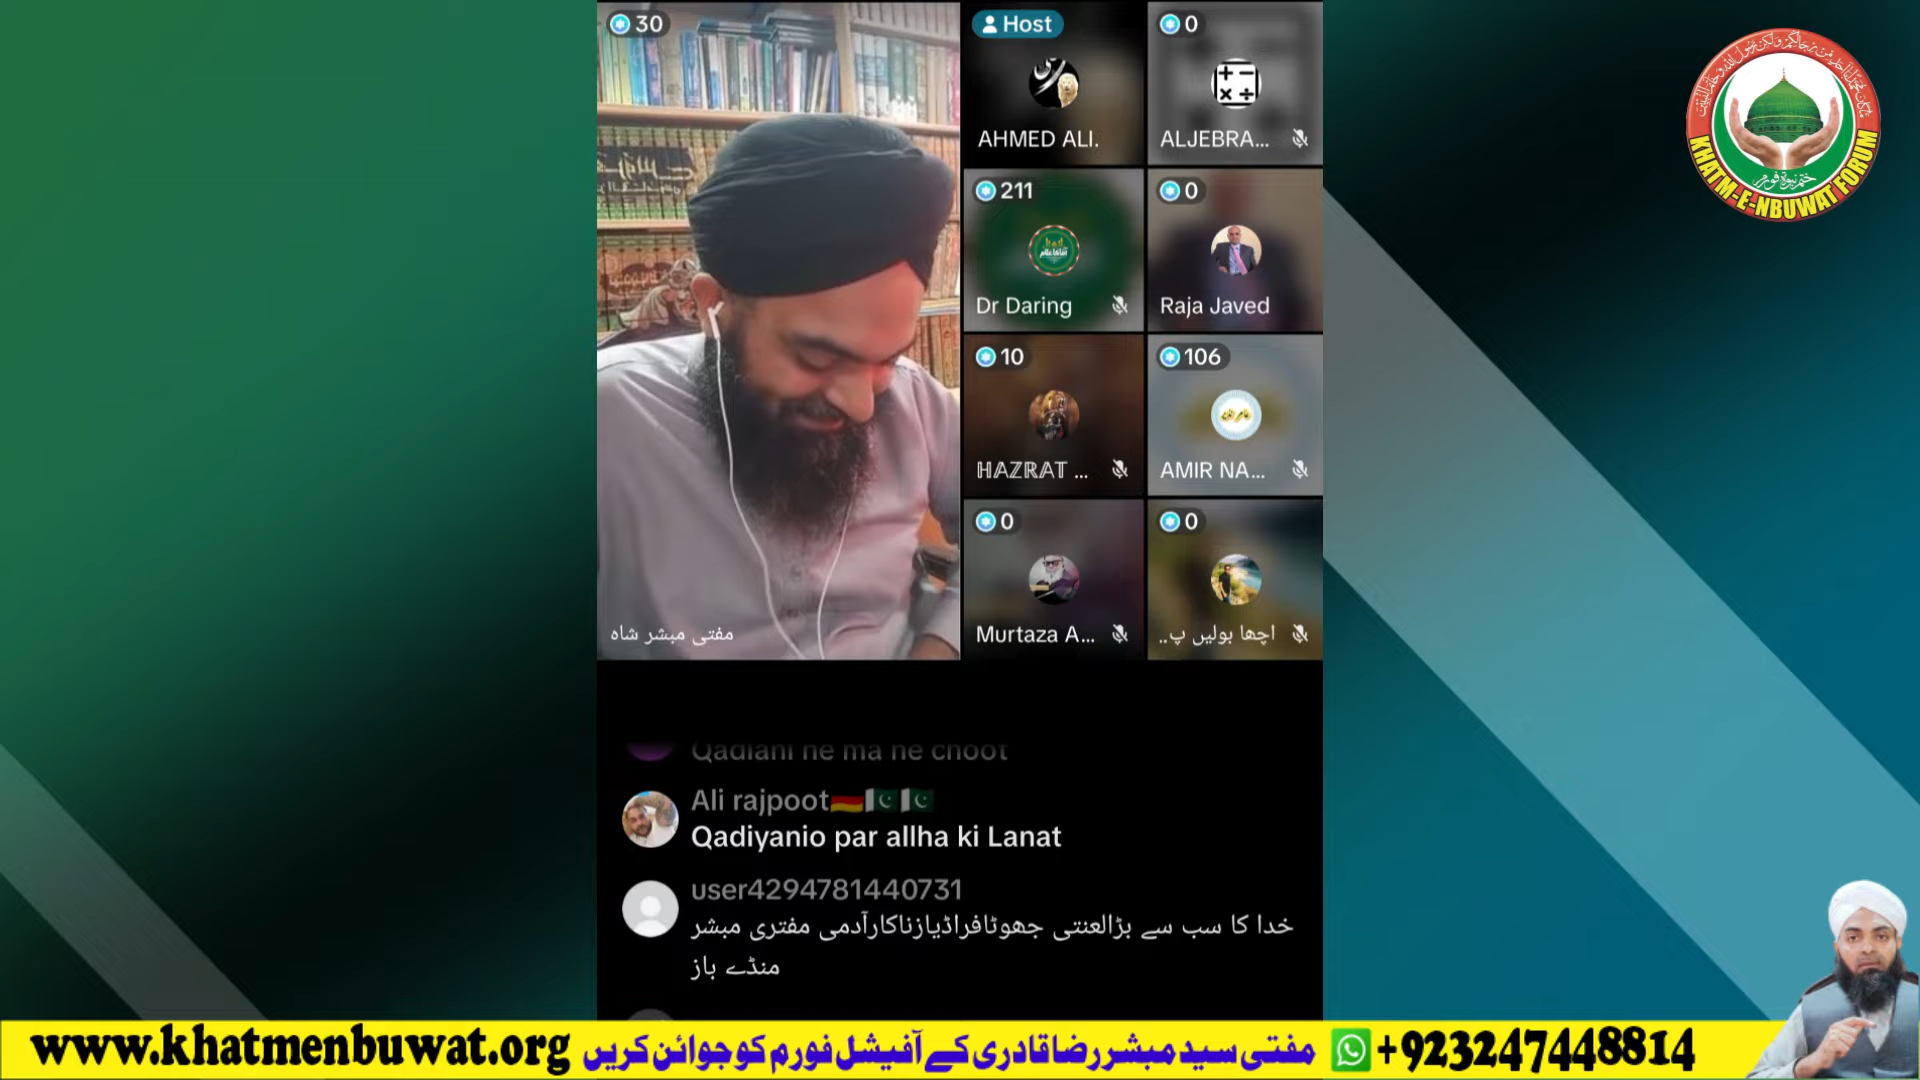 30
Host
AHMED ALI.
0
ALJEBRA...
211
Dr Daring
0
Raja Javed
10
HAZRAT ...
106
AMIR NA...
0
Murtaza A...
0
اچھا بولیں پ..
مفتی مبشر شاہ
KHATM-E-NBUWAT FORUM
ختم نبوة فورم
Qadiani ne ma ne choot
Ali rajpoot
Qadiyanio par allha ki Lanat
user4294781440731
خدا کا سب سے بڑالعنتی جھوٹافراڈیازناکارآدمی مفتری مبشر
منڈے باز
www.khatmenbuwat.org مفتی سید مبشر رضا قادری کے آفیشل فورم کو جوائن کریں +923247448814